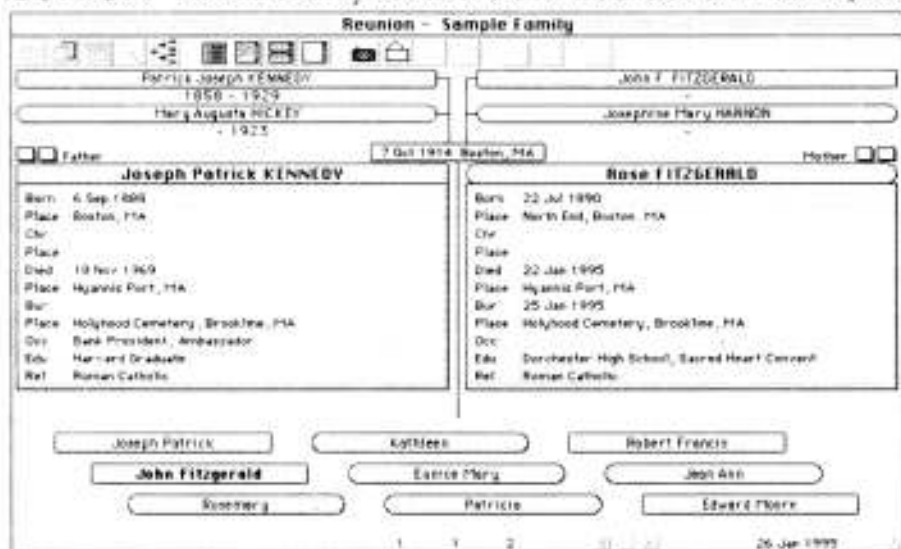 Reunion - Sample Family
Patrick Joseph KENNEDY
1858 - 1929
Mary Augusta HICKEY
- 1923
John F. FITZGERALD
-
Josephine Mary HANNON
-
7 Oct 1914 Boston, MA
Father
Joseph Patrick KENNEDY
Born 6 Sep 1888
Place Boston, MA
Chr
Place
Died 18 Nov 1969
Place Hyannis Port, MA
Bur
Place Holyhood Cemetery, Brookline, MA
Occ Bank President, Ambassador
Edu Harvard Graduate
Rel Roman Catholic
Mother
Rose FITZGERALD
Born 22 Jul 1890
Place North End, Boston, MA
Chr
Place
Died 22 Jan 1995
Place Hyannis Port, MA
Bur 25 Jan 1995
Place Holyhood Cemetery, Brookline, MA
Occ
Edu Dorchester High School, Sacred Heart Convent
Rel Roman Catholic
Joseph Patrick
Kathleen
Robert Francis
John Fitzgerald
Eunice Mary
Jean Ann
Rosemary
Patricia
Edward Moore
1 1 2
26 Jan 1995